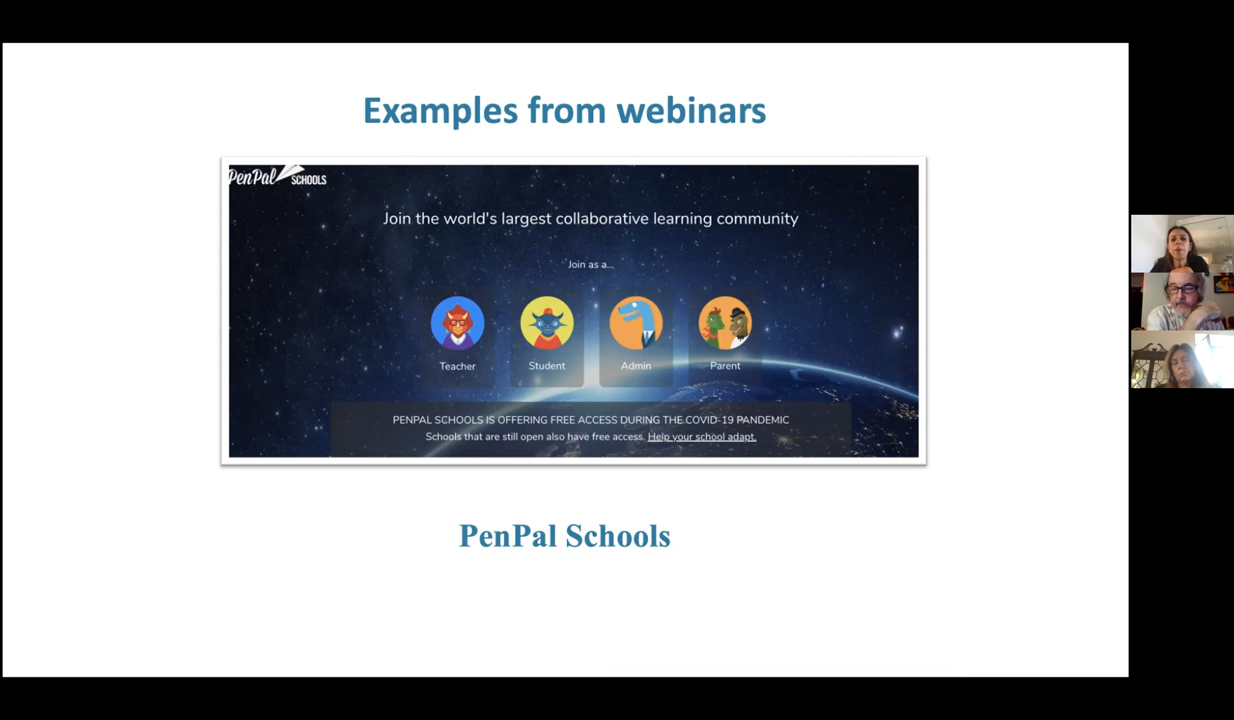 Examples from webinars
PenPal SCHOOLS
Join the world's largest collaborative learning community
Join as a...
Teacher Student Admin Parent
PENPAL SCHOOLS IS OFFERING FREE ACCESS DURING THE COVID-19 PANDEMIC
Schools that are still open also have free access. Help your school adapt.
PenPal Schools